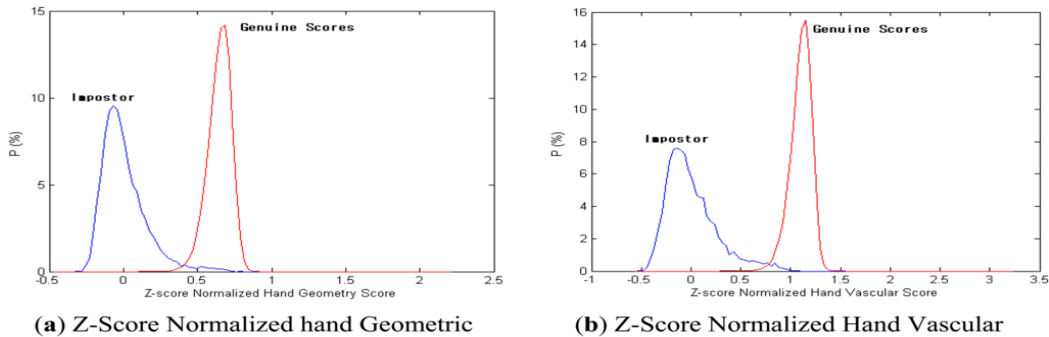 15
10
5
0
P (%)
Impostor
Genuine Scores
-0.5 0 0.5 1 1.5 2 2.5
Z-score Normalized Hand Geometry Score
(a) Z-Score Normalized hand Geometric
16
14
12
10
8
6
4
2
0
P (%)
Impostor
Genuine Scores
-1 -0.5 0 0.5 1 1.5 2 2.5 3 3.5
Z-score Normalized Hand Vascular Score
(b) Z-Score Normalized Hand Vascular